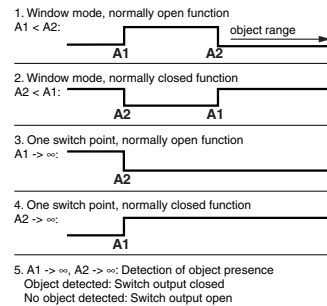 1. Window mode, normally open function
A1 < A2:
object range
A1 A2
2. Window mode, normally closed function
A2 < A1:
A2 A1
3. One switch point, normally open function
A1 -> ∞:
A2
4. One switch point, normally closed function
A2 -> ∞:
A1
5. A1 -> ∞, A2 -> ∞: Detection of object presence
Object detected: Switch output closed
No object detected: Switch output open